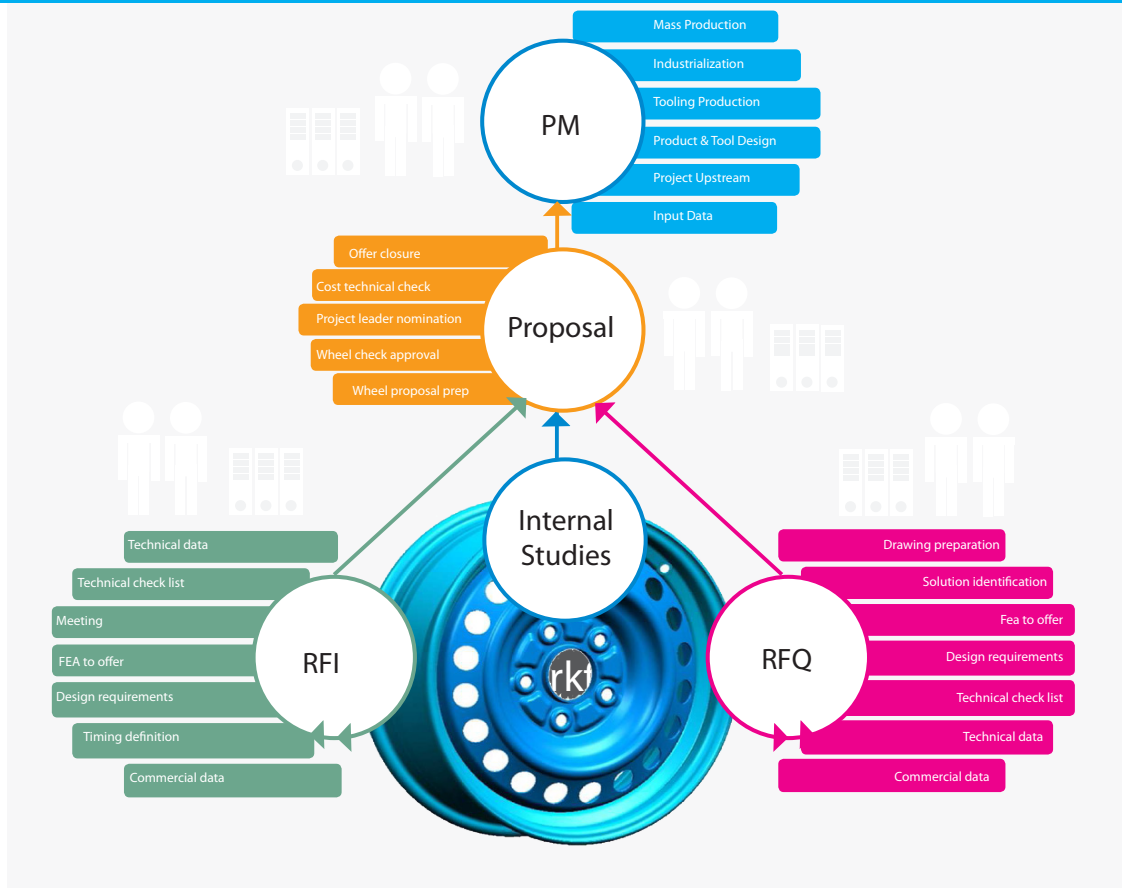 Mass Production
Industrialization
Tooling Production
Product & Tool Design
Project Upstream
Input Data
PM
Offer closure
Cost technical check
Project leader nomination
Wheel check approval
Wheel proposal prep
Proposal
Internal
Studies
Technical data
Technical check list
Meeting
FEA to offer
Design requirements
Timing definition
Commercial data
RFI
rkt
RFQ
Drawing preparation
Solution identification
Fea to offer
Design requirements
Technical check list
Technical data
Commercial data